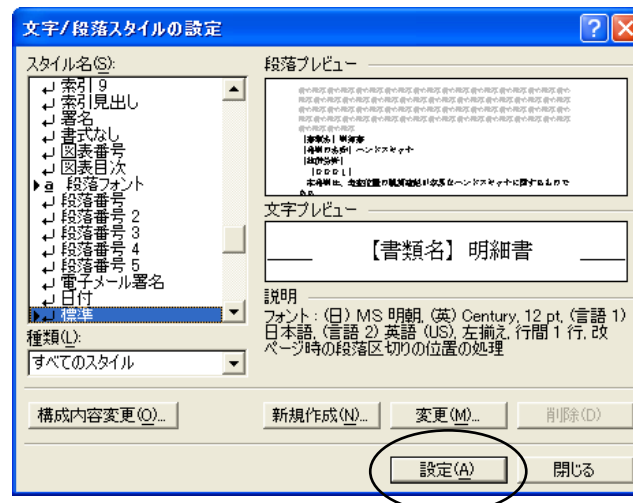 文字/段落スタイルの設定
スタイル名(S):
索引 9
索引見出し
署名
書式なし
図表番号
図表目次
a 段落フォント
段落番号
段落番号 2
段落番号 3
段落番号 4
段落番号 5
電子メール署名
日付
標準
種類(L):
すべてのスタイル
段落プレビュー
【書類名】 明細書
文字プレビュー
【書類名】 明細書
説明
フォント : (日) MS 明朝, (英) Century, 12 pt, (言語 1)
日本語, (言語 2) 英語 (US), 左揃え, 行間 1 行, 改
ページ時の段落区切りの位置の処理
構成内容変更(O)...
新規作成(N)...
変更(M)...
削除(D)
設定(A)
閉じる